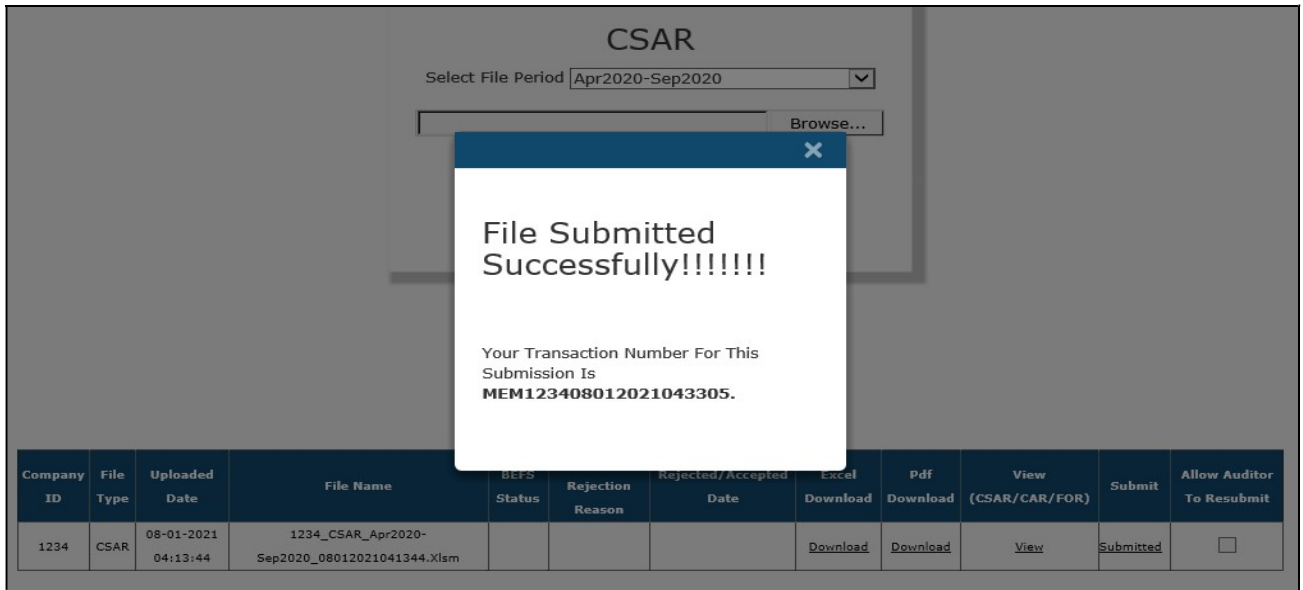 CSAR
Select File Period Apr2020-Sep2020
Browse...
×
File Submitted
Successfully!!!!!!!
Your Transaction Number For This
Submission Is
MEM123408012021043305.
Company ID File Type Uploaded Date File Name BEFS Status Rejection Reason Rejected/Accepted Date Excel Download Pdf Download View (CSAR/CAR/FOR) Submit Allow Auditor To Resubmit
1234 CSAR 08-01-2021 04:13:44 1234_CSAR_Apr2020-Sep2020_08012021041344.Xlsm Download Download View Submitted